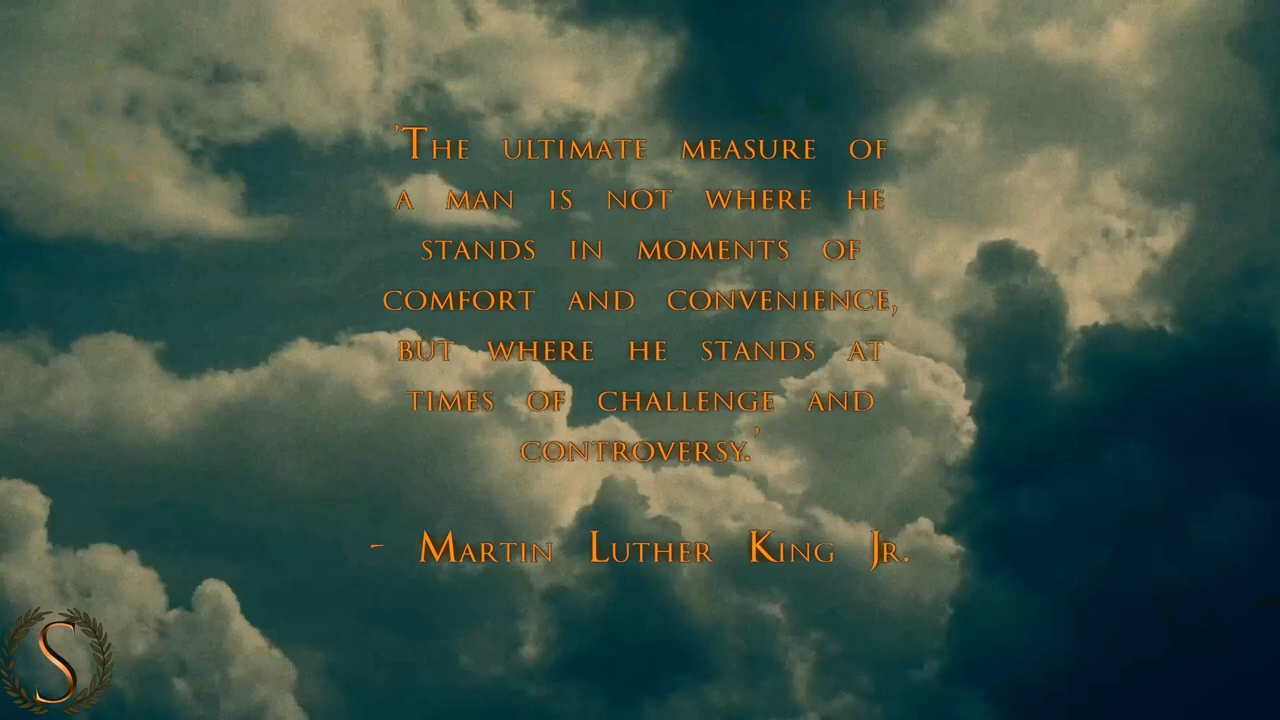 'The ultimate measure of
a man is not where he
stands in moments of
comfort and convenience,
but where he stands at
times of challenge and
controversy.'
- Martin Luther King Jr.
S